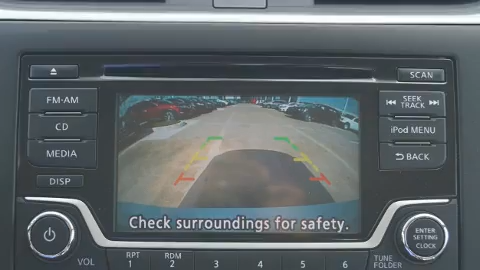 SCAN
FM·AM
CD
MEDIA
DISP
SEEK
TRACK
iPod MENU
BACK
Check surroundings for safety.
VOL
RPT
1
RDM
2
3
4
5
6
TUNE
FOLDER
ENTER
SETTING
CLOCK